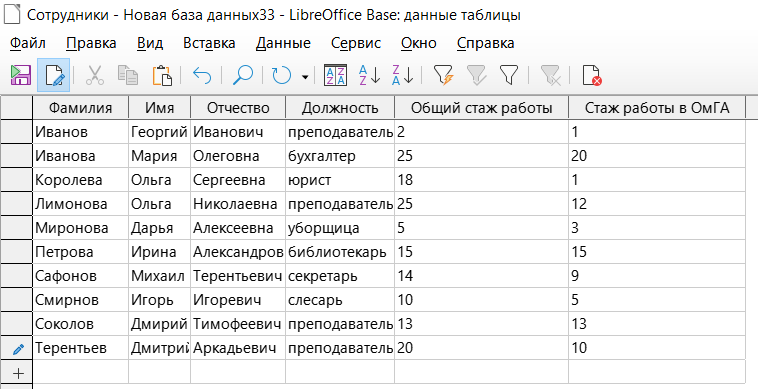 Сотрудники - Новая база данных33 - LibreOffice Base: данные таблицы
Файл Правка Вид Вставка Данные Сервис Окно Справка
Фамилия Имя Отчество Должность Общий стаж работы Стаж работы в ОмГА
Иванов Георгий Иванович преподаватель 2 1
Иванова Мария Олеговна бухгалтер 25 20
Королева Ольга Сергеевна юрист 18 1
Лимонова Ольга Николаевна преподаватель 25 12
Миронова Дарья Алексеевна уборщица 5 3
Петрова Ирина Александров библиотекарь 15 15
Сафонов Михаил Терентьевич секретарь 14 9
Смирнов Игорь Игоревич слесарь 10 5
Соколов Дмирий Тимофеевич преподаватель 13 13
Терентьев Дмитрий Аркадьевич преподаватель 20 10